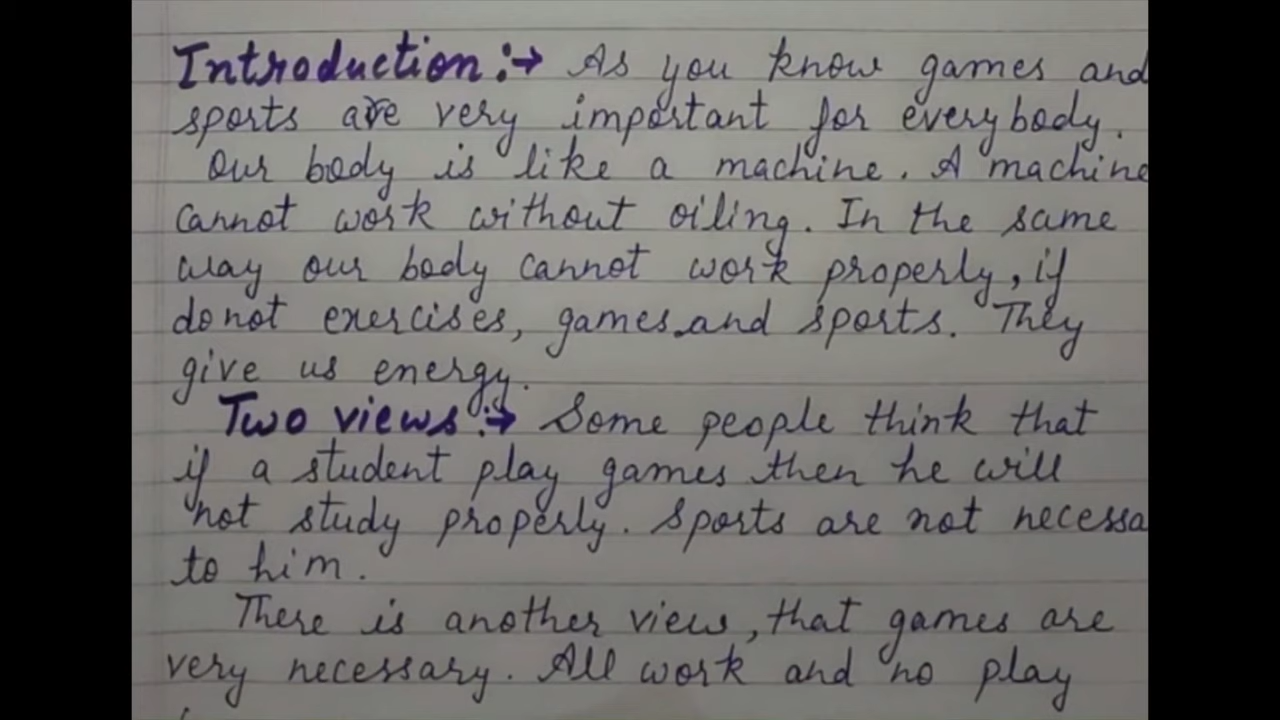 Introduction:→ As you know games and
sports are very important for everybody.
Our body is like a machine. A machine
cannot work without oiling. In the same
way our body cannot work properly, if
do not exercises, games and sports. They
give us energy.
Two views:→ Some people think that
if a student play games then he will
not study properly. Sports are not necessa
to him.
There is another view, that games are
very necessary. All work and no play